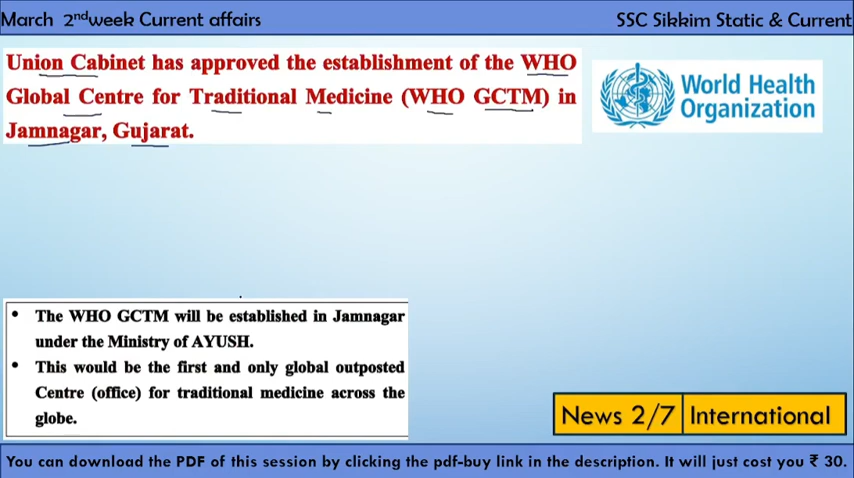 March 2ndweek Current affairs
SSC Sikkim Static & Current
Union Cabinet has approved the establishment of the WHO
Global Centre for Traditional Medicine (WHO GCTM) in
Jamnagar, Gujarat.
World Health
Organization
• The WHO GCTM will be established in Jamnagar
under the Ministry of AYUSH.
• This would be the first and only global outposted
Centre (office) for traditional medicine across the
globe.
News 2/7 International
You can download the PDF of this session by clicking the pdf-buy link in the description. It will just cost you ₹ 30.